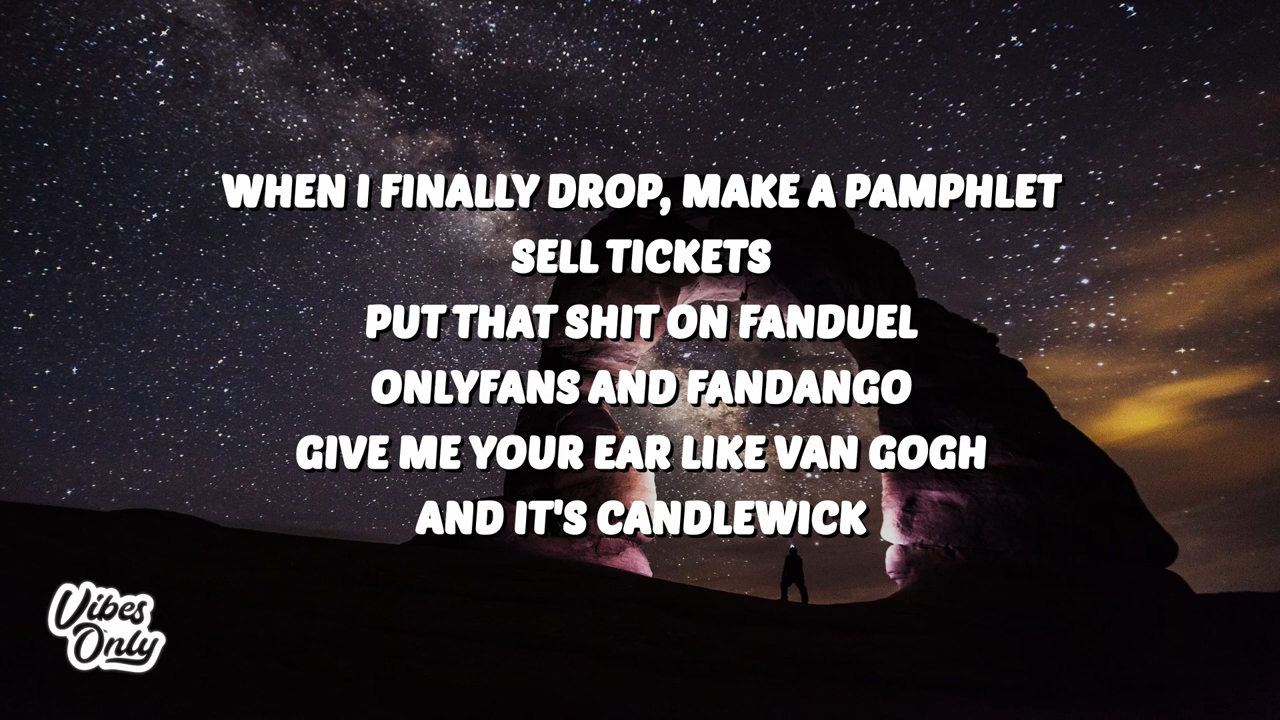 WHEN I FINALLY DROP, MAKE A PAMPHLET
SELL TICKETS
PUT THAT SHIT ON FANDUEL
ONLYFANS AND FANDANGO
GIVE ME YOUR EAR LIKE VAN GOGH
AND IT'S CANDLEWICK
Vibes
Only